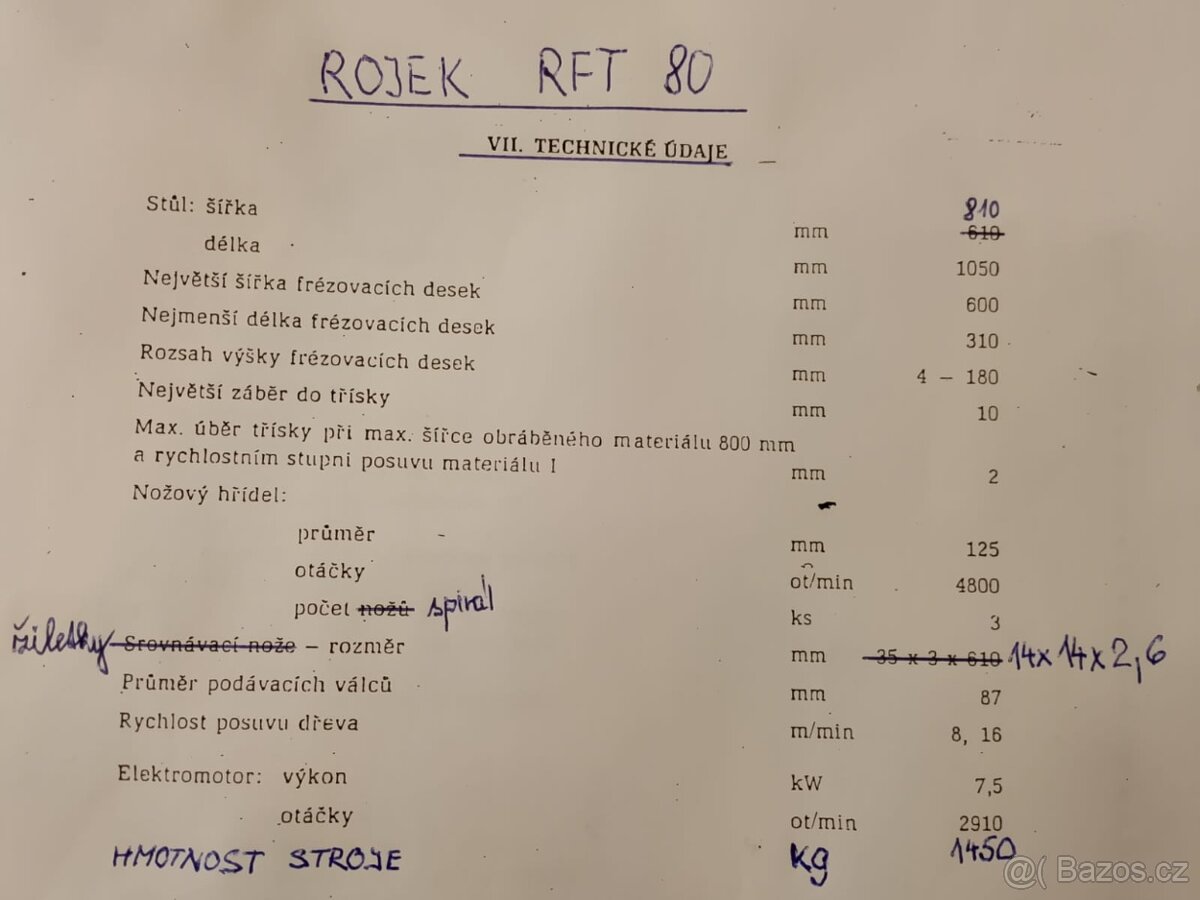 ROJEK RFT 80
VII. TECHNICKÉ ÚDAJE
Stůl: šířka mm 810 610
délka mm 1050
Největší šířka frézovacích desek mm 600
Nejmenší délka frézovacích desek mm 310
Rozsah výšky frézovacích desek mm 4 – 180
Největší záběr do třísky mm 10
Max. úběr třísky při max. šířce obráběného materiálu 800 mm
a rychlostním stupni posuvu materiálu I mm 2
Nožový hřídel:
průměr mm 125
otáčky ot/min 4800
počet nožů spirál ks 3
žiletky Srovnávací nože – rozměr mm 35 x 3 x 610 14x14x2,6
Průměr podávacích válců mm 87
Rychlost posuvu dřeva m/min 8, 16
Elektromotor: výkon kW 7,5
otáčky ot/min 2910
HMOTNOST STROJE kg 1450
@( Bazos.cz